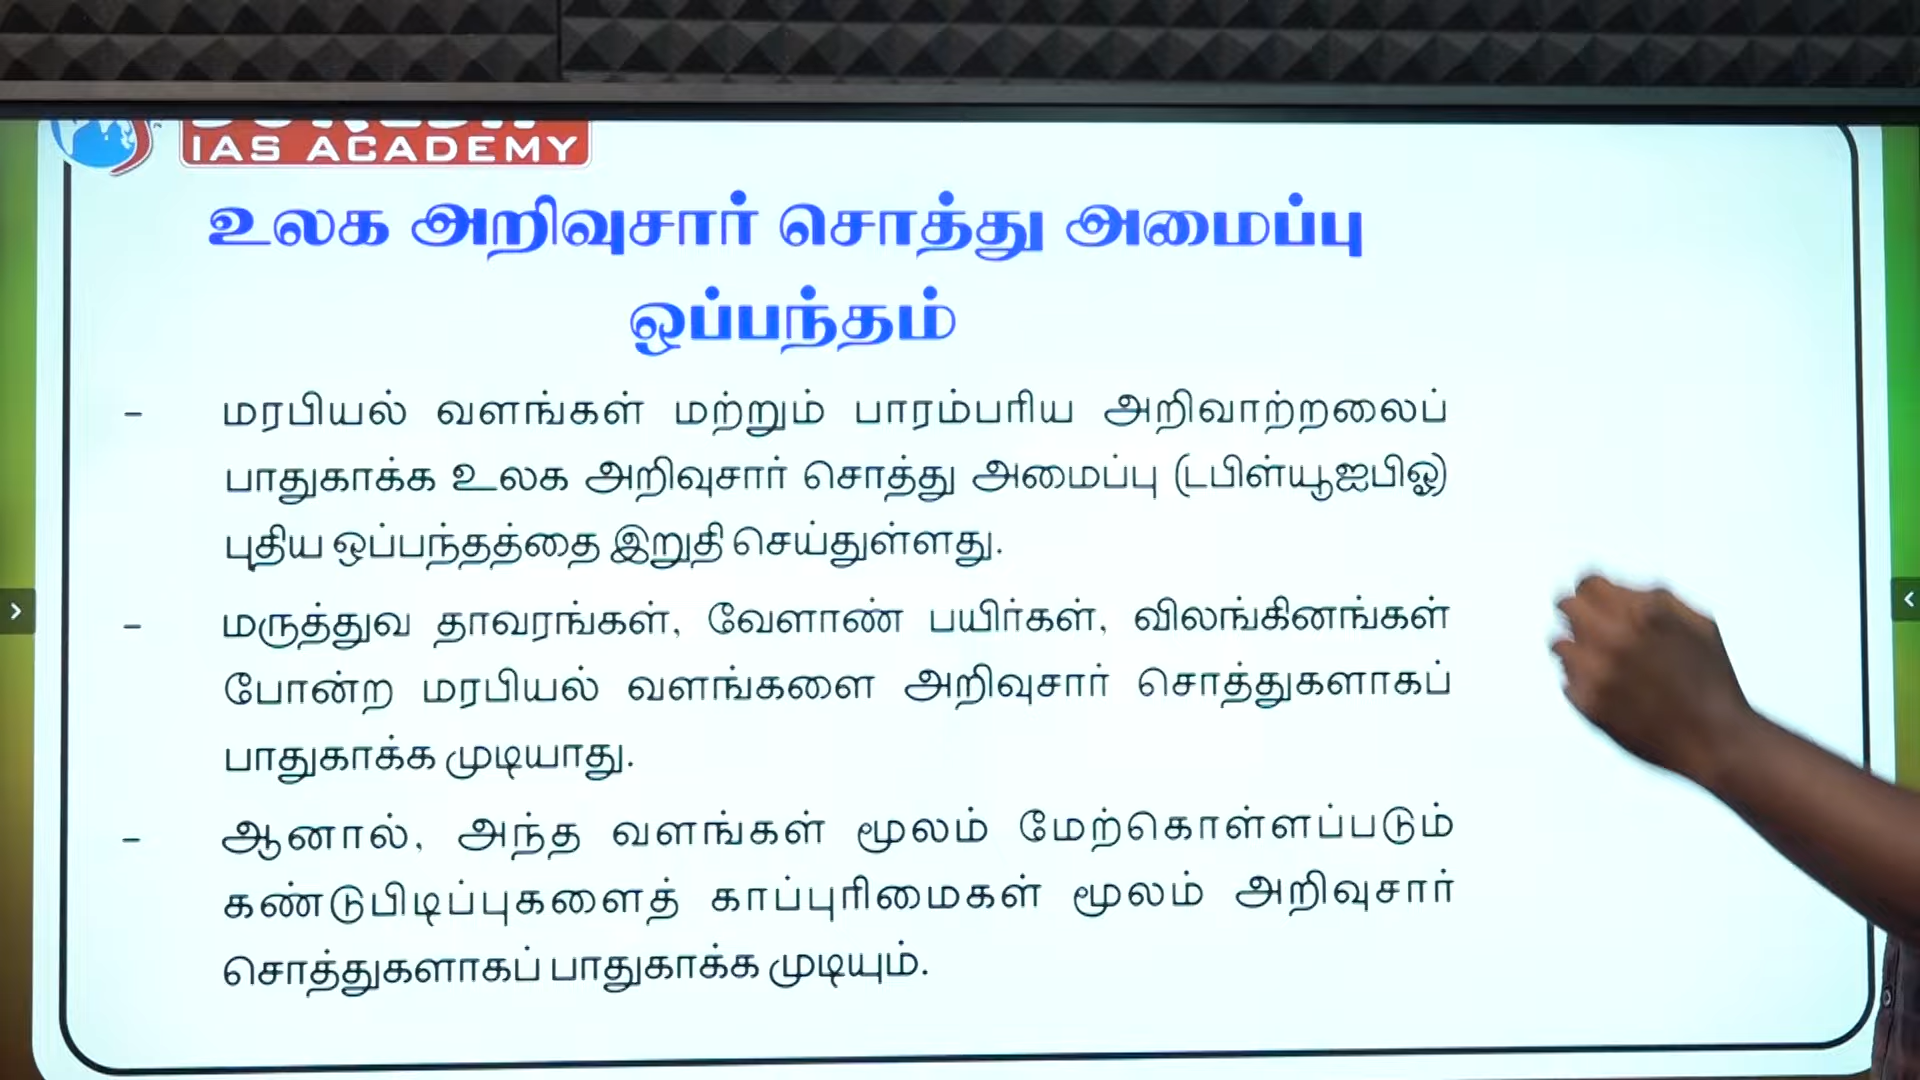 IAS ACADEMY
உலக அறிவுசார் சொத்து அமைப்பு
ஒப்பந்தம்
- மரபியல் வளங்கள் மற்றும் பாரம்பரிய அறிவாற்றலைப்
பாதுகாக்க உலக அறிவுசார் சொத்து அமைப்பு (டபிள்யூஐபிஓ)
புதிய ஒப்பந்தத்தை இறுதி செய்துள்ளது.
- மருத்துவ தாவரங்கள், வேளாண் பயிர்கள், விலங்கினங்கள்
போன்ற மரபியல் வளங்களை அறிவுசார் சொத்துகளாகப்
பாதுகாக்க முடியாது.
- ஆனால், அந்த வளங்கள் மூலம் மேற்கொள்ளப்படும்
கண்டுபிடிப்புகளைத் காப்புரிமைகள் மூலம் அறிவுசார்
சொத்துகளாகப் பாதுகாக்க முடியும்.